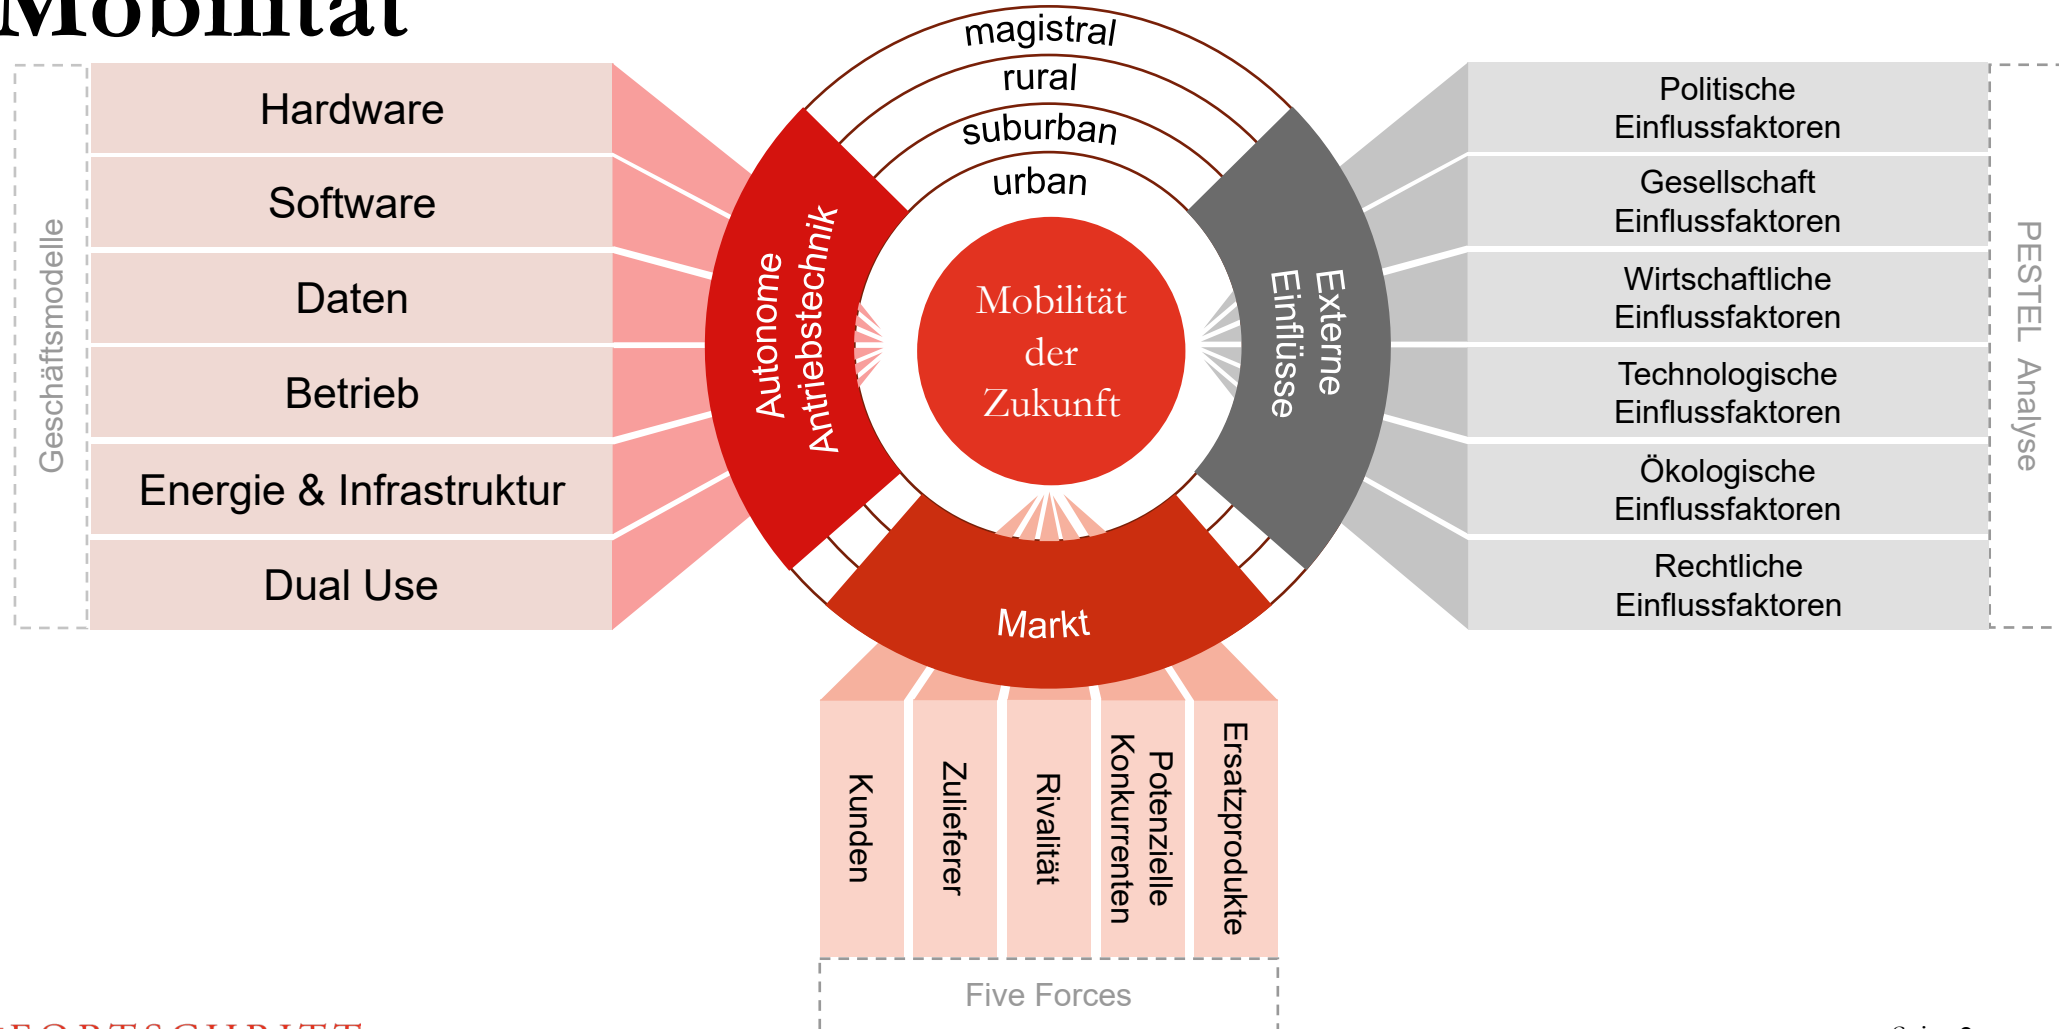 Mobilität
Geschäftsmodelle
Hardware
Software
Daten
Betrieb
Energie & Infrastruktur
Dual Use
Autonome
Antriebstechnik
magistral
rural
suburban
urban
Mobilität
der
Zukunft
Externe
Einflüsse
Markt
Politische
Einflussfaktoren
Gesellschaft
Einflussfaktoren
Wirtschaftliche
Einflussfaktoren
Technologische
Einflussfaktoren
Ökologische
Einflussfaktoren
Rechtliche
Einflussfaktoren
PESTEL Analyse
Kunden
Zulieferer
Rivalität
Potenzielle
Konkurrenten
Ersatzprodukte
Five Forces
FORTSCHRITT